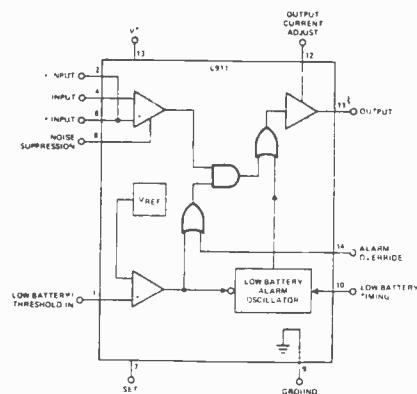 OUTPUT
CURRENT
ADJUST
V+
13
12
L911
2
+ INPUT
4
INPUT
6
+ INPUT
8
NOISE
SUPPRESSION
11
OUTPUT
VREF
14
ALARM
OVERRIDE
LOW BATTERY/
THRESHOLD IN
1
LOW BATTERY
ALARM
OSCILLATOR
10
LOW BATTERY
TIMING
7
SET
9
GROUND